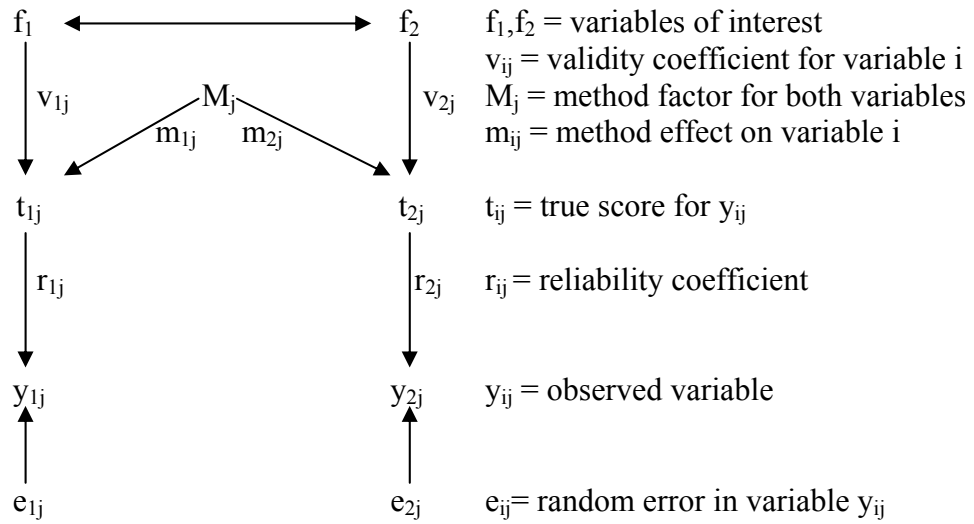 f₁ f₂ f₁,f₂ = variables of interest
vᵢⱼ = validity coefficient for variable i
v₁ⱼ Mⱼ v₂ⱼ Mⱼ = method factor for both variables
m₁ⱼ m₂ⱼ mᵢⱼ = method effect on variable i
t₁ⱼ t₂ⱼ tᵢⱼ = true score for yᵢⱼ
r₁ⱼ r₂ⱼ rᵢⱼ = reliability coefficient
y₁ⱼ y₂ⱼ yᵢⱼ = observed variable
e₁ⱼ e₂ⱼ eᵢⱼ= random error in variable yᵢⱼ